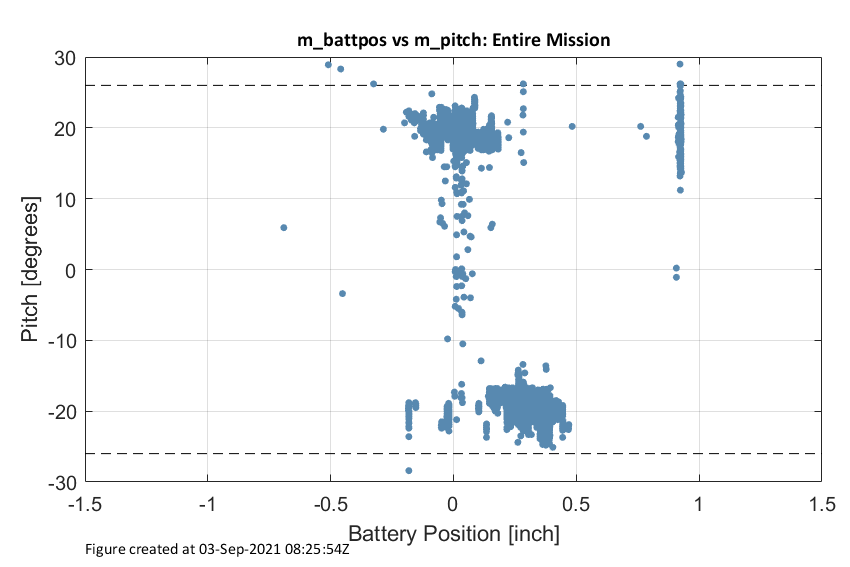 m_battpos vs m_pitch: Entire Mission
30
20
10
0
-10
-20
-30
Pitch [degrees]
-1.5 -1 -0.5 0 0.5 1 1.5
Battery Position [inch]
Figure created at 03-Sep-2021 08:25:54Z